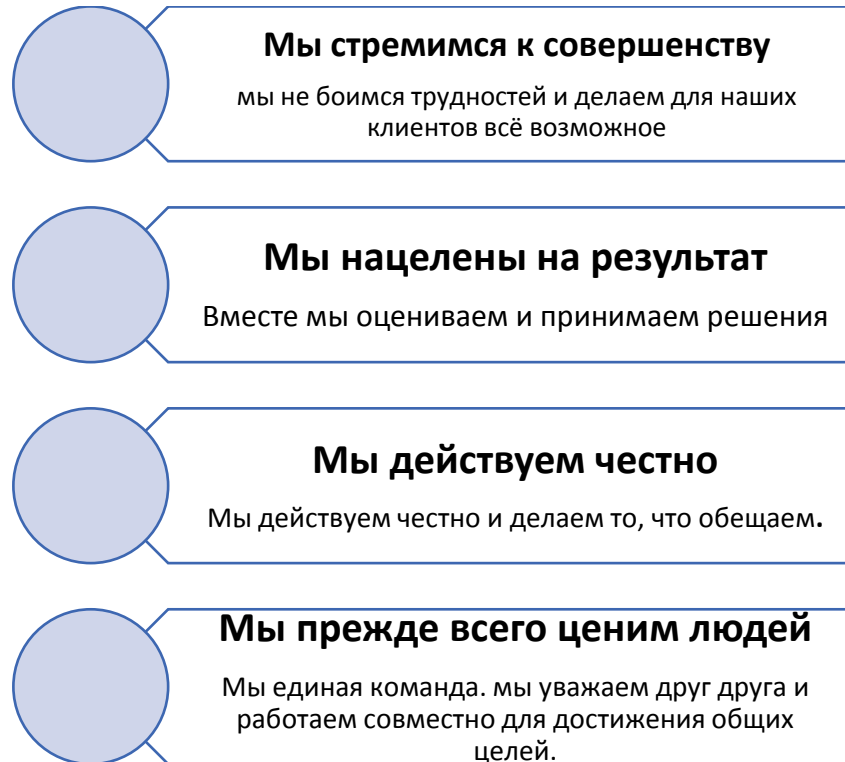 Мы стремимся к совершенству
мы не боимся трудностей и делаем для наших
клиентов всё возможное
Мы нацелены на результат
Вместе мы оцениваем и принимаем решения
Мы действуем честно
Мы действуем честно и делаем то, что обещаем.
Мы прежде всего ценим людей
Мы единая команда. мы уважаем друг друга и
работаем совместно для достижения общих
целей.